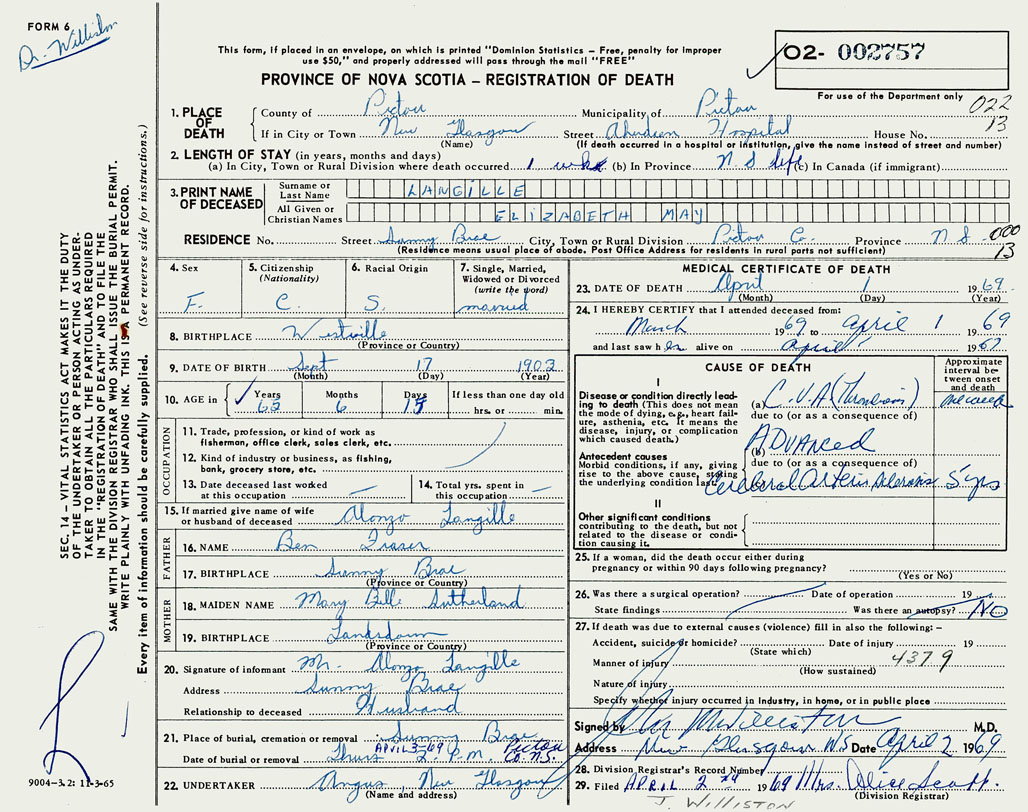 FORM 6
Dr. Williston
This form, if placed in an envelope, on which is printed "Dominion Statistics – Free, penalty for improper
use $50," and properly addressed will pass through the mail "FREE"
PROVINCE OF NOVA SCOTIA – REGISTRATION OF DEATH
O2- 002757
For use of the Department only
022
13
1. PLACE OF DEATH County of Pictou Municipality of Pictou
If in City or Town New Glasgow Street Aberdeen Hospital House No.
(Name) (If death occurred in a hospital or institution, give the name instead of street and number)
2. LENGTH OF STAY (in years, months and days)
(a) In City, Town or Rural Division where death occurred 1 wk (b) In Province N S life (c) In Canada (if immigrant)
3. PRINT NAME OF DECEASED Surname or Last Name LANGILLE
All Given or Christian Names ELIZABETH MAY
RESIDENCE No. Street Sunny Brae City, Town or Rural Division Pictou Co. Province N S 000
(Residence means usual place of abode. Post Office Address for residents in rural parts not sufficient) 13
4. Sex F.
5. Citizenship (Nationality) C.
6. Racial Origin S.
7. Single, Married, Widowed or Divorced (write the word) married
8. BIRTHPLACE Westville
(Province or Country)
9. DATE OF BIRTH Sept 17 1902
(Month) (Day) (Year)
10. AGE in Years Months Days If less than one day old
6 15 hrs. or min.
OCCUPATION
11. Trade, profession, or kind of work as fisherman, office clerk, sales clerk, etc.
12. Kind of industry or business, as fishing, bank, grocery store, etc.
13. Date deceased last worked at this occupation
14. Total yrs. spent in this occupation
15. If married give name of wife or husband of deceased Alonzo Langille
FATHER
16. NAME Ben Fraser
17. BIRTHPLACE Sunny Brae
(Province or Country)
MOTHER
18. MAIDEN NAME Mary Belle Sutherland
19. BIRTHPLACE Landsdown
(Province or Country)
20. Signature of informant Mr. Alonzo Langille
Address Sunny Brae
Relationship to deceased Husband
21. Place of burial, cremation or removal Sunny Brae
Date of burial or removal Thurs APRIL 3-69 2. P.M. Pictou Co. N.S.
22. UNDERTAKER Angus, New Glasgow
(Name and address)
MEDICAL CERTIFICATE OF DEATH
23. DATE OF DEATH April 1 1969
(Month) (Day) (Year)
24. I HEREBY CERTIFY that I attended deceased from:
March 1969 to April 1 1969
and last saw her alive on April 1967
CAUSE OF DEATH
Approximate interval between onset and death
I
Disease or condition directly leading to death (This does not mean the mode of dying, e.g., heart failure, asthenia, etc. It means the disease, injury, or complication which caused death.)
(a) C.V.A (Thrombosis) one week
due to (or as a consequence of)
Antecedent causes
Morbid conditions, if any, giving rise to the above cause, stating the underlying condition last.
(b) ADVANCED
due to (or as a consequence of)
Cerebral Arteriosclerosis 5 yrs
II
Other significant conditions contributing to the death, but not related to the disease or condition causing it.
25. If a woman, did the death occur either during pregnancy or within 90 days following pregnancy?
(Yes or No)
26. Was there a surgical operation? Date of operation 19
State findings Was there an autopsy? NO
27. If death was due to external causes (violence) fill in also the following: –
Accident, suicide or homicide? Date of injury 19
(State which)
Manner of injury 4379
(How sustained)
Nature of injury
Specify whether injury occurred in Industry, in home, or in public place
Signed by M.D.
Address New Glasgow N.S Date April 2 1969
28. Division Registrar's Record Number
29. Filed APRIL 2nd 1969 Mrs. Alice Scott.
(Division Registrar)
J. WILLISTON
SEC. 14 – VITAL STATISTICS ACT MAKES IT THE DUTY
OF THE UNDERTAKER OR PERSON ACTING AS UNDER-
TAKER TO OBTAIN ALL THE PARTICULARS REQUIRED
IN THE "REGISTRATION OF DEATH" AND TO FILE THE
SAME WITH THE DIVISION REGISTRAR WHO SHALL ISSUE THE BURIAL PERMIT.
WRITE PLAINLY WITH UNFADING INK. THIS IS A PERMANENT RECORD.
Every item of information should be carefully supplied. (See reverse side for instructions.)
9004-3.2: 11-3-65